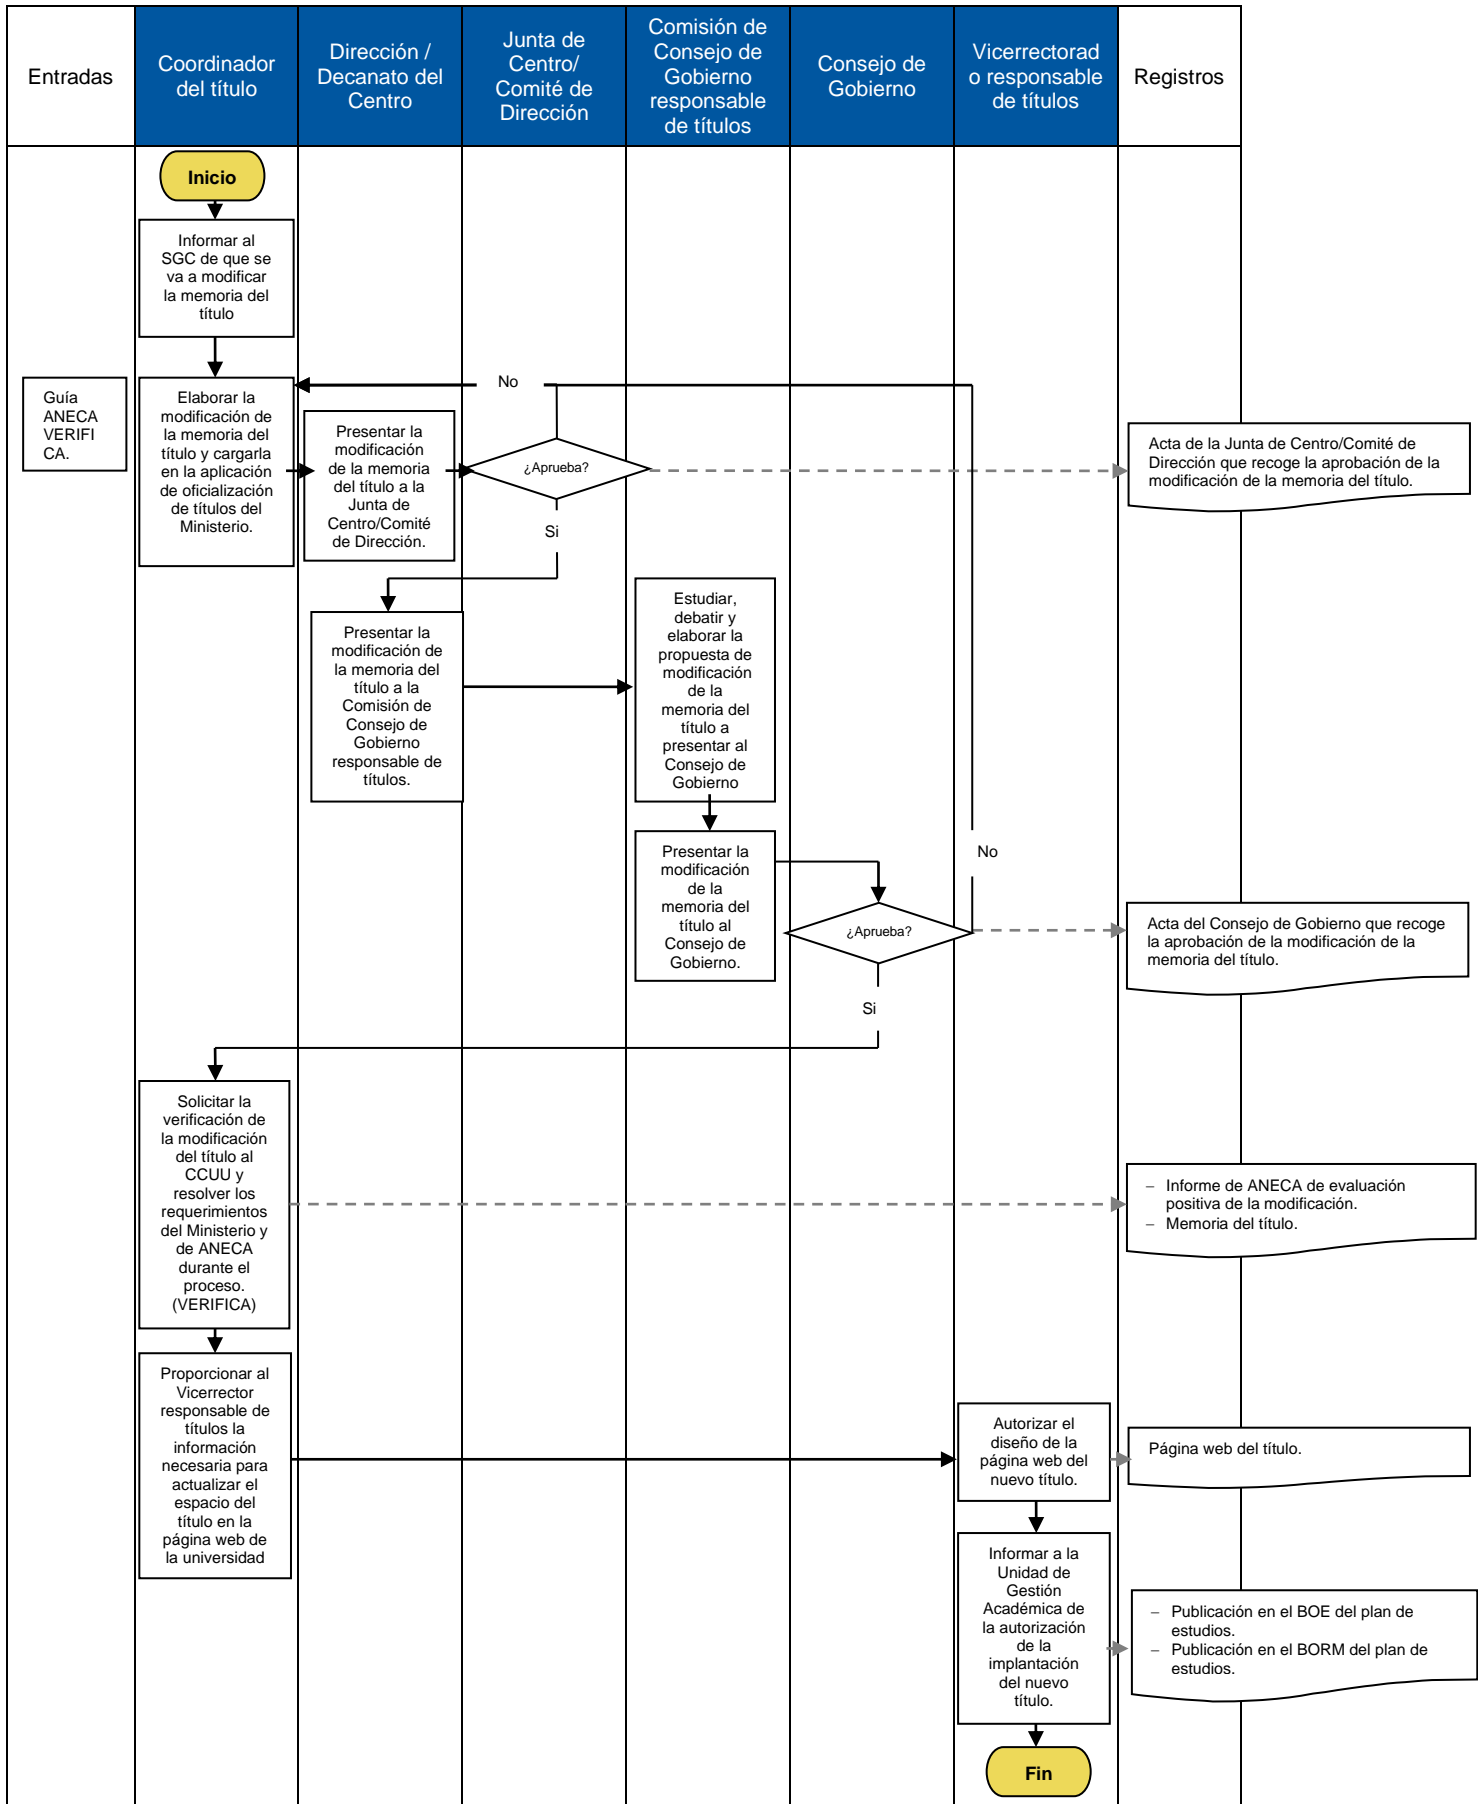 Entradas
Coordinador
del título
Dirección /
Decanato del
Centro
Junta de
Centro/
Comité de
Dirección
Comisión de
Consejo de
Gobierno
responsable
de títulos
Consejo de
Gobierno
Vicerrectorad
o responsable
de títulos
Registros
Inicio
Informar al
SGC de que se
va a modificar
la memoria del
título
Guía
ANECA
VERIFI
CA.
Elaborar la
modificación de
la memoria del
título y cargarla
en la aplicación
de oficialización
de títulos del
Ministerio.
Presentar la
modificación
de la memoria
del título a la
Junta de
Centro/Comité
de Dirección.
No
¿Aprueba?
Si
Acta de la Junta de Centro/Comité de
Dirección que recoge la aprobación de la
modificación de la memoria del título.
Presentar la
modificación de
la memoria del
título a la
Comisión de
Consejo de
Gobierno
responsable de
títulos.
Estudiar,
debatir y
elaborar la
propuesta de
modificación
de la
memoria del
título a
presentar al
Consejo de
Gobierno
Presentar la
modificación
de la
memoria del
título al
Consejo de
Gobierno.
No
¿Aprueba?
Si
Acta del Consejo de Gobierno que recoge
la aprobación de la modificación de la
memoria del título.
Solicitar la
verificación de
la modificación
del título al
CCUU y
resolver los
requerimientos
del Ministerio y
de ANECA
durante el
proceso.
(VERIFICA)
– Informe de ANECA de evaluación
positiva de la modificación.
– Memoria del título.
Proporcionar al
Vicerrector
responsable de
títulos la
información
necesaria para
actualizar el
espacio del
título en la
página web de
la universidad
Autorizar el
diseño de la
página web del
nuevo título.
Página web del título.
Informar a la
Unidad de
Gestión
Académica de
la autorización
de la
implantación
del nuevo
título.
– Publicación en el BOE del plan de
estudios.
– Publicación en el BORM del plan de
estudios.
Fin